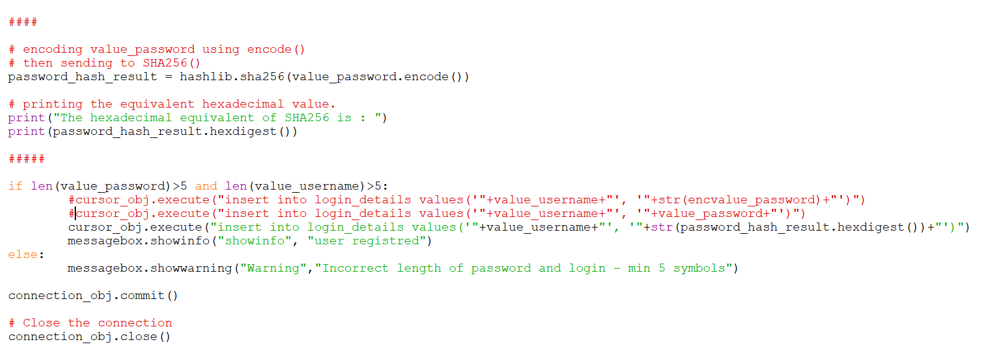 ####
# encoding value_password using encode()
# then sending to SHA256()
password_hash_result = hashlib.sha256(value_password.encode())
# printing the equivalent hexadecimal value.
print("The hexadecimal equivalent of SHA256 is : ")
print(password_hash_result.hexdigest())
#####
if len(value_password)>5 and len(value_username)>5:
        #cursor_obj.execute("insert into login_details values('"+value_username+"', '"+str(encvalue_password)+"')")
        #cursor_obj.execute("insert into login_details values('"+value_username+"', '"+value_password+"')")
        cursor_obj.execute("insert into login_details values('"+value_username+"', '"+str(password_hash_result.hexdigest())+"')")
        messagebox.showinfo("showinfo", "user registred")
else:
        messagebox.showwarning("Warning","Incorrect length of password and login - min 5 symbols")
connection_obj.commit()
# Close the connection
connection_obj.close()